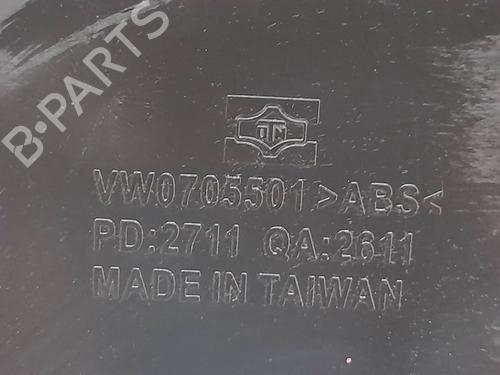 B-PARTS
VW0705501>ABS<
PD:2711 QA:2611
MADE IN TAIWAN